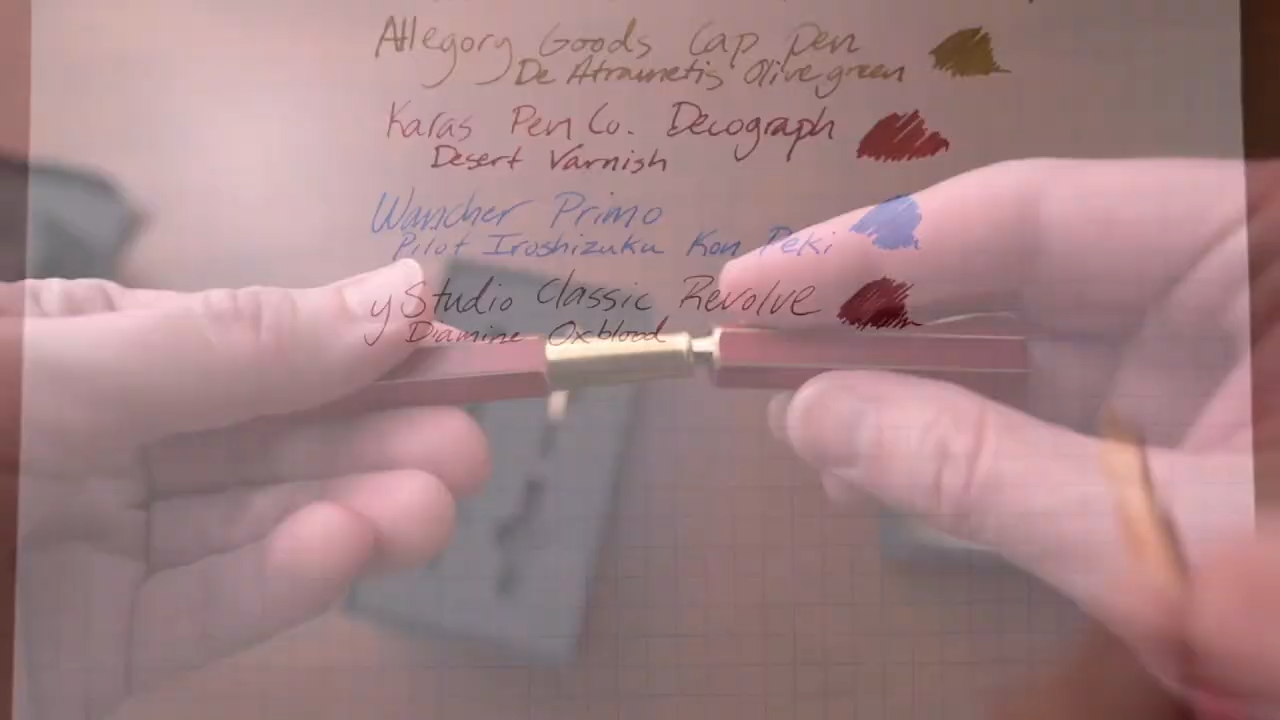 Allegory Goods Cap Pen
De Atrametis Olive green
Karas Pen Co. Decograph
Desert Varnish
Wancher Primo
Pilot Iroshizuku Kon Peki
yStudio Classic Revolve
Diamine Oxblood